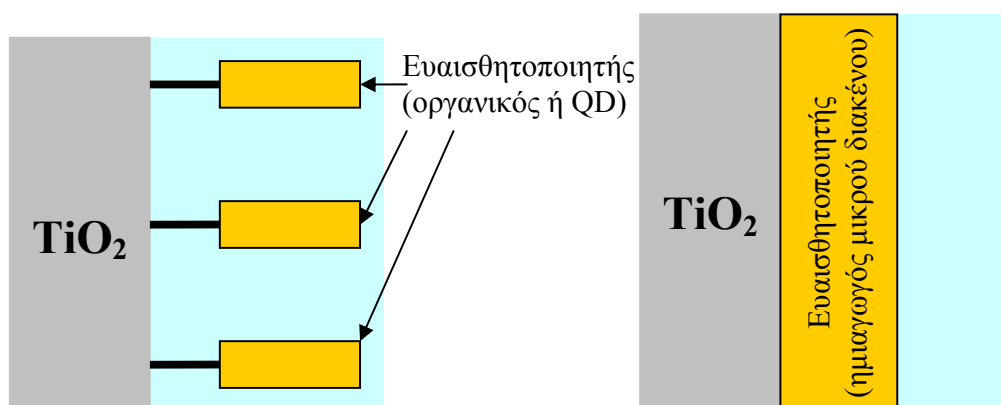 TiO₂
Ευαισθητοποιητής
(οργανικός ή QD)
TiO₂
Ευαισθητοποιητής
(ημιαγωγός μικρού διακένου)